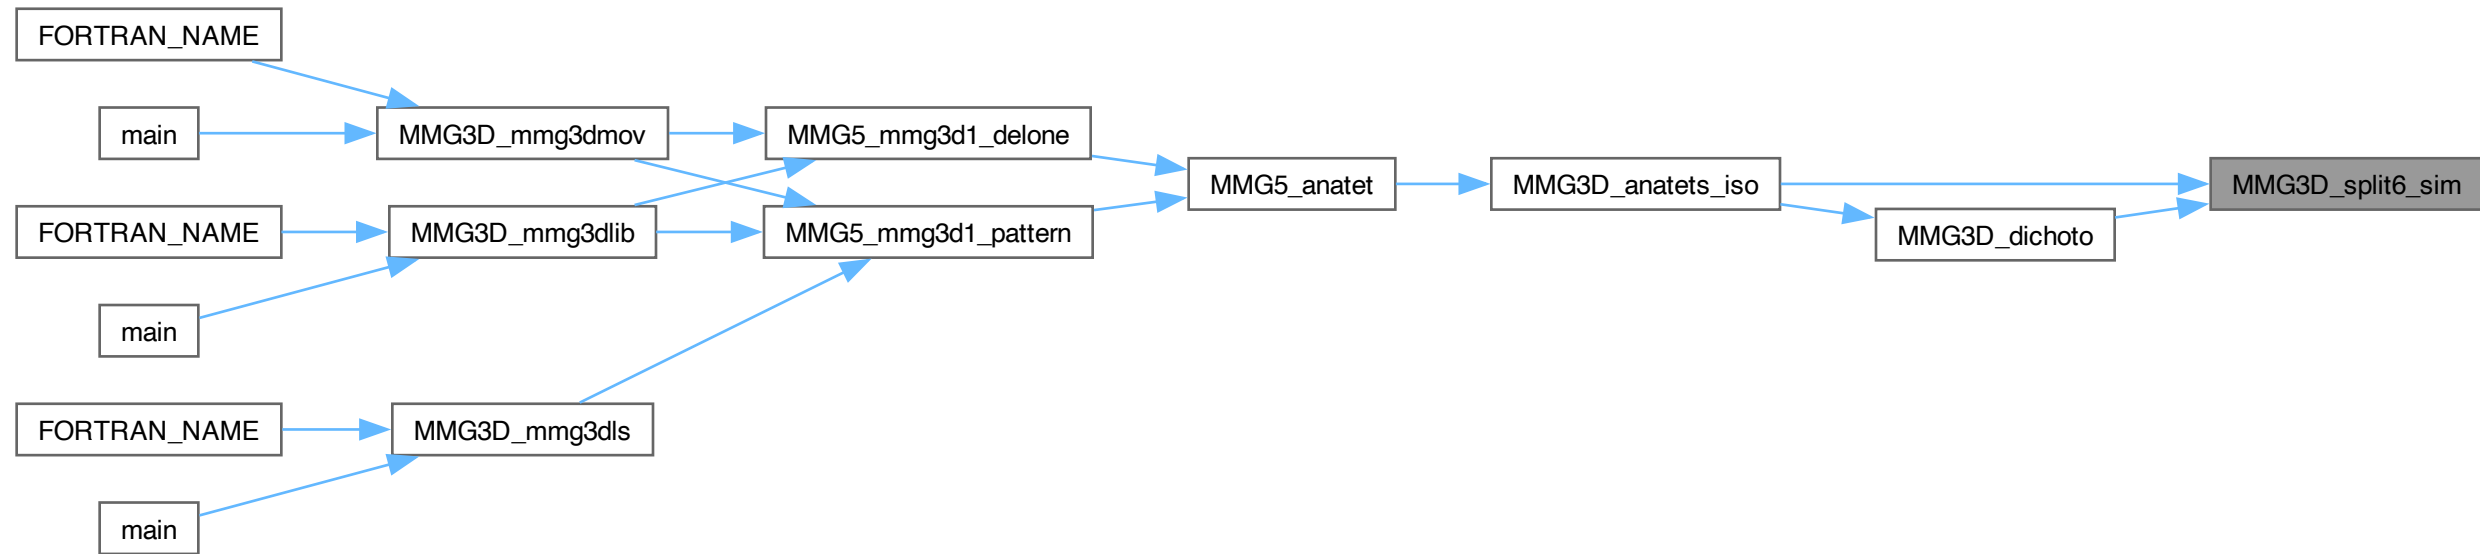 FORTRAN_NAME
main
MMG3D_mmg3dmov
MMG5_mmg3d1_delone
MMG5_anatet
MMG3D_anatets_iso
MMG3D_split6_sim
FORTRAN_NAME
MMG3D_mmg3dlib
MMG5_mmg3d1_pattern
MMG3D_dichoto
main
FORTRAN_NAME
MMG3D_mmg3dls
main